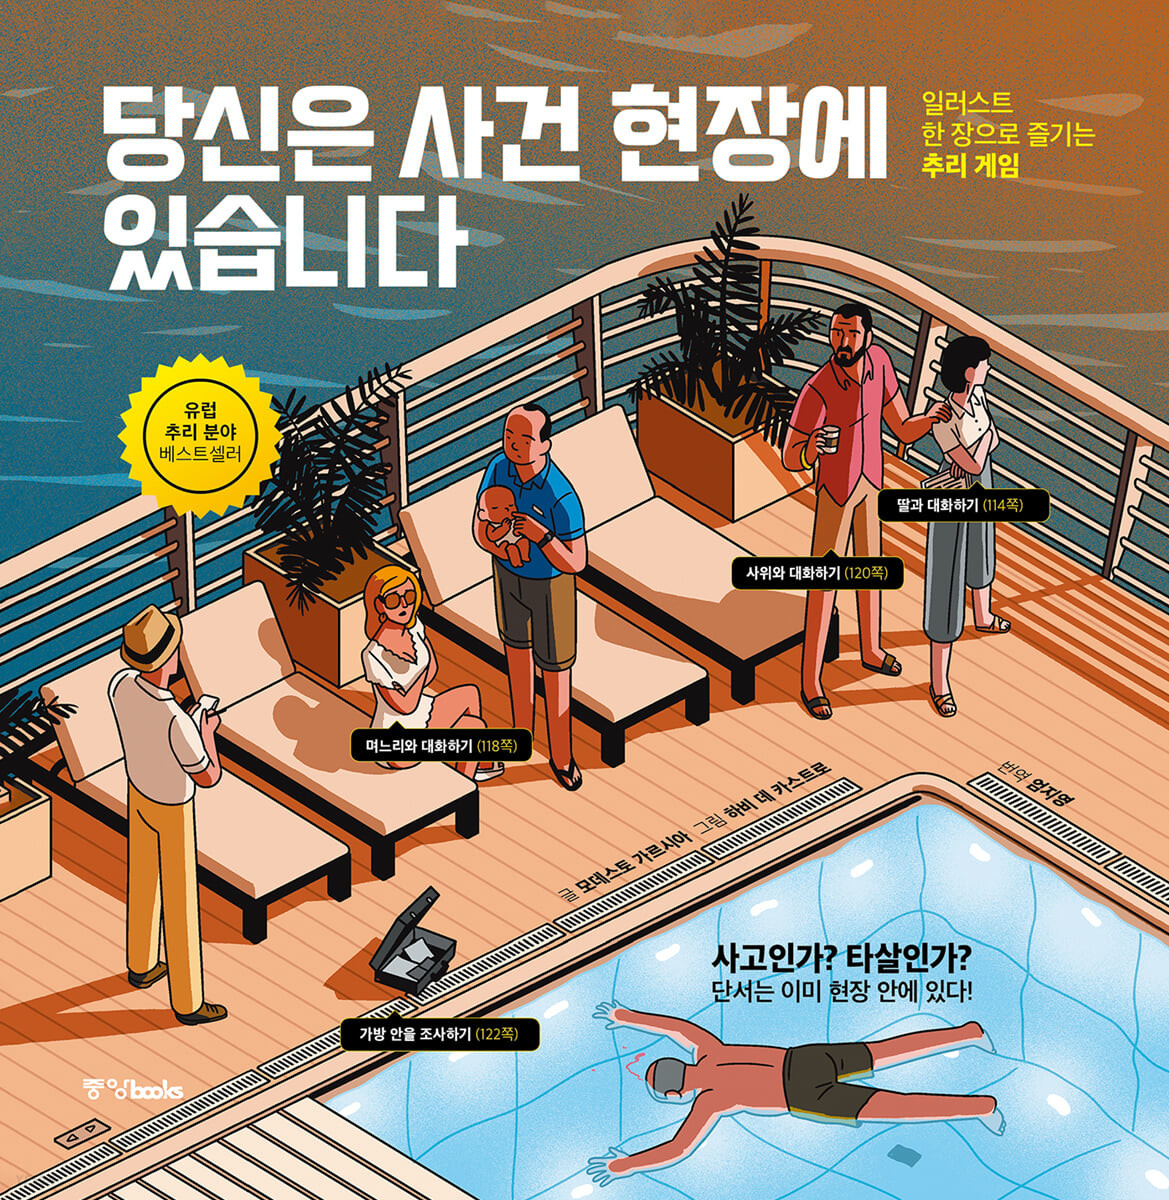 당신은 사건 현장에
있습니다
일러스트
한 장으로 즐기는
추리 게임
유럽
추리 분야
베스트셀러
딸과 대화하기 (114쪽)
사위와 대화하기 (120쪽)
며느리와 대화하기 (118쪽)
글 모데스토 가르시아 그림 하비 데 카스트로
번역 엄지영
사고인가? 타살인가?
단서는 이미 현장 안에 있다!
가방 안을 조사하기 (122쪽)
중앙books